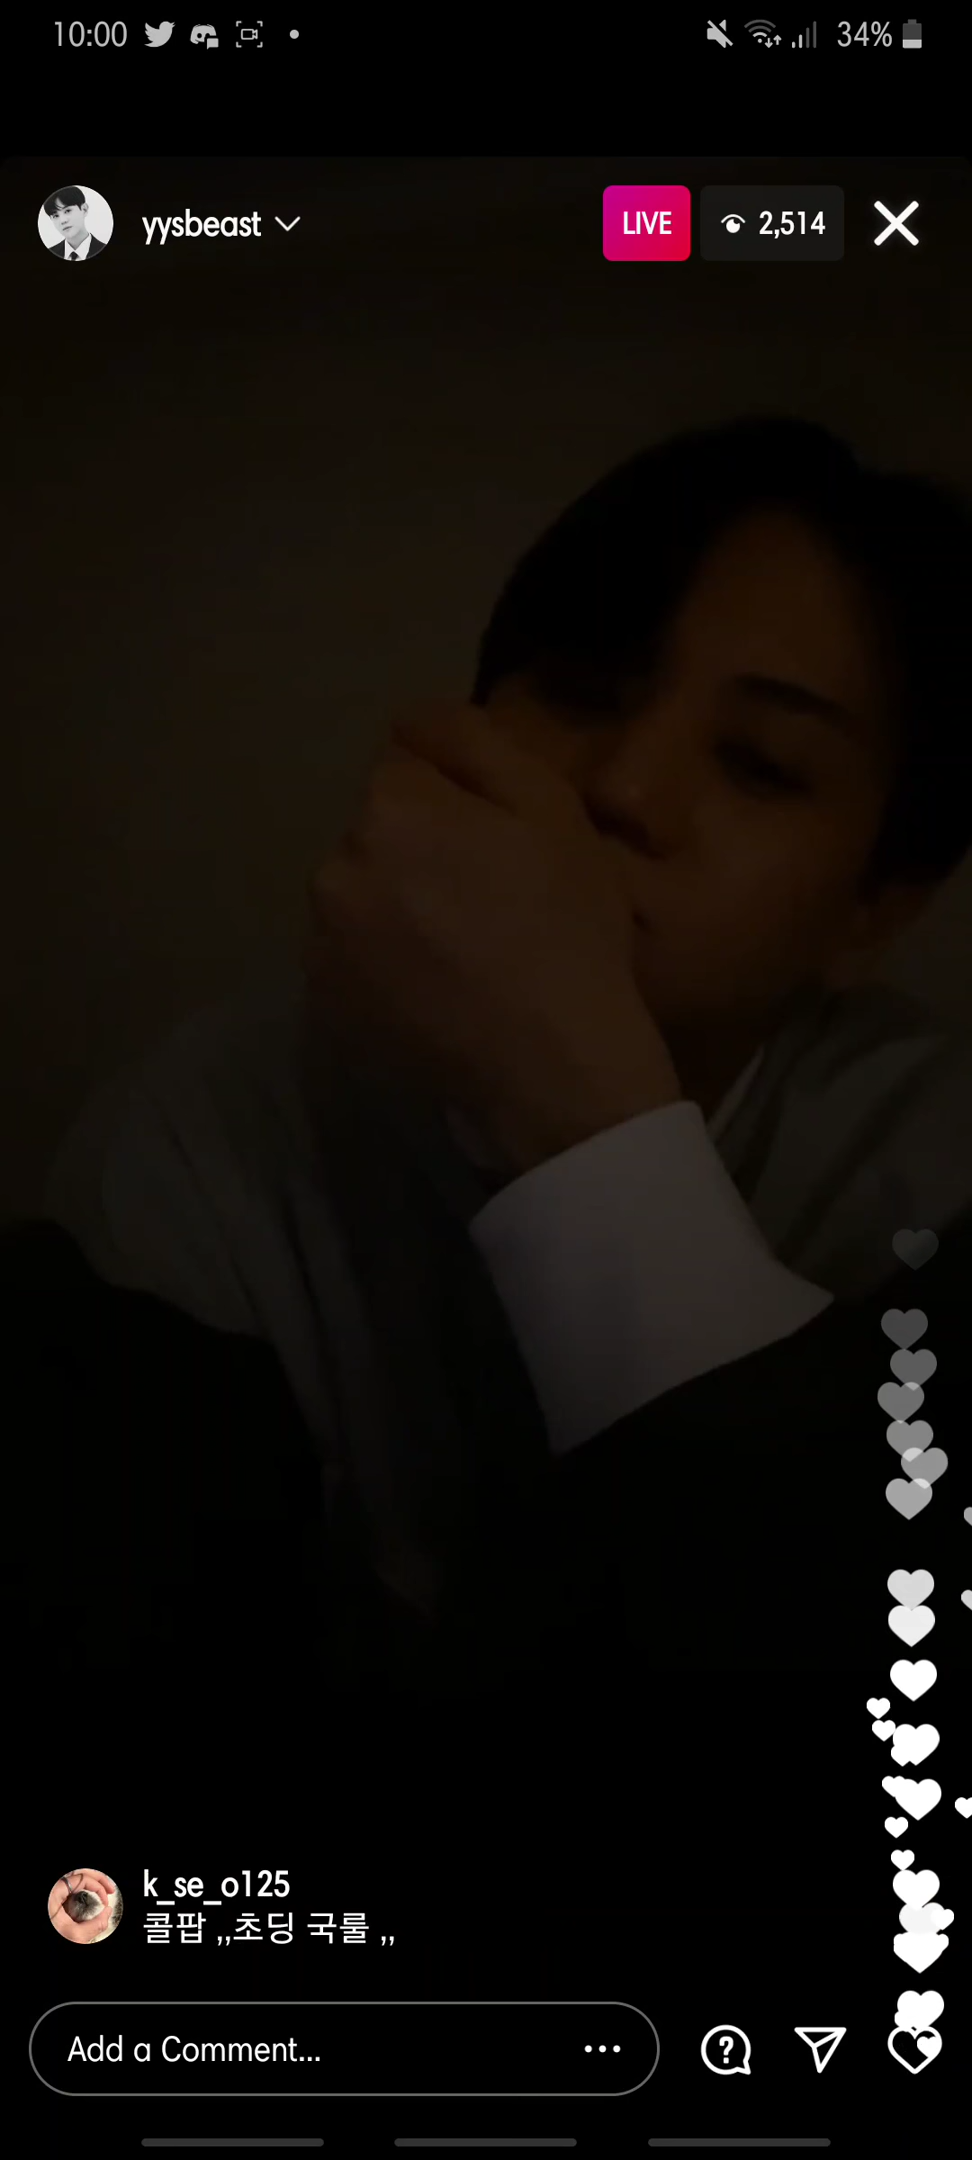 10:00
34%
yysbeast
LIVE
2,514
k_se_o125
콜팝 ,,초딩 국룰 ,,
Add a Comment...